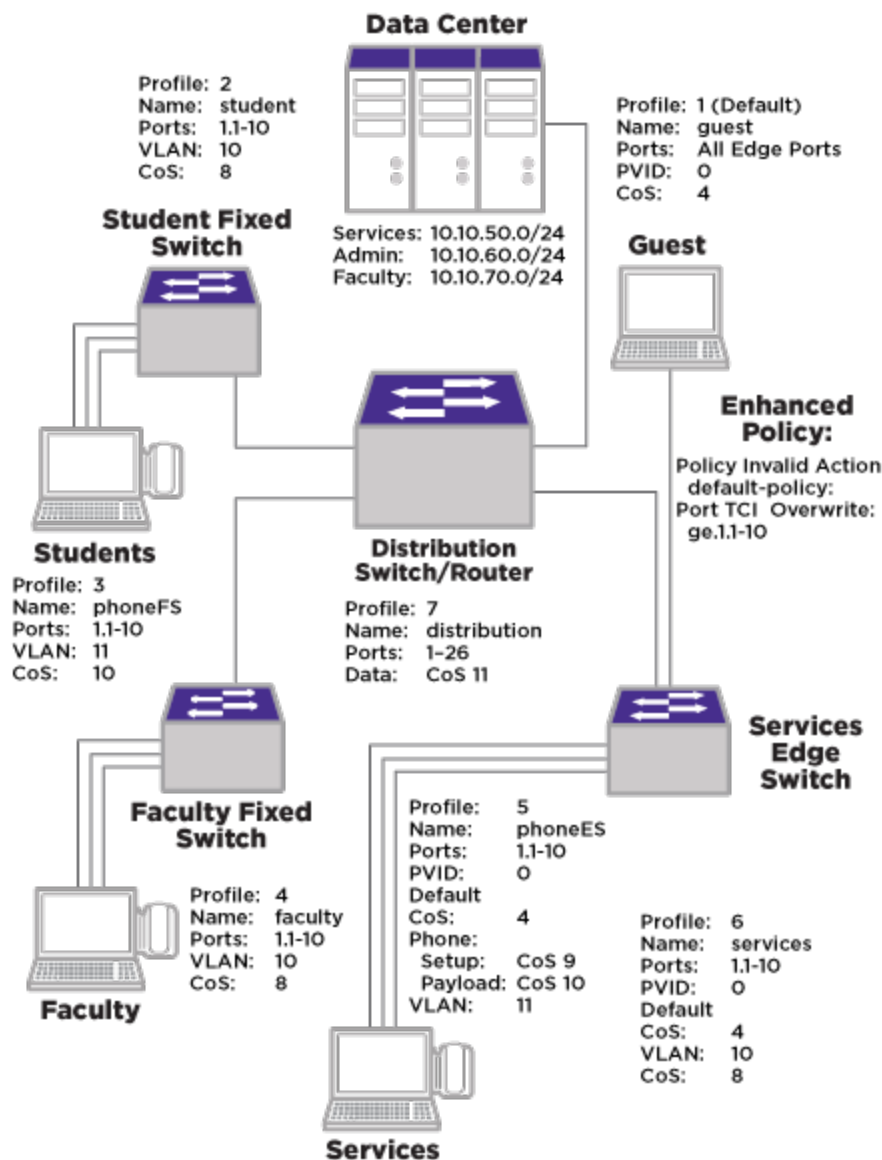 Data Center
Profile: 2
Name: student
Ports: 1.1-10
VLAN: 10
CoS: 8
Profile: 1 (Default)
Name: guest
Ports: All Edge Ports
PVID: 0
CoS: 4
Student Fixed
Switch
Services: 10.10.50.0/24
Admin: 10.10.60.0/24
Faculty: 10.10.70.0/24
Guest
Enhanced
Policy:
Policy Invalid Action
default-policy:
Port TCI Overwrite:
ge.1.1-10
Students
Profile: 3
Name: phoneFS
Ports: 1.1-10
VLAN: 11
CoS: 10
Distribution
Switch/Router
Profile: 7
Name: distribution
Ports: 1-26
Data: CoS 11
Services
Edge
Switch
Faculty Fixed
Switch
Profile: 4
Name: faculty
Ports: 1.1-10
VLAN: 10
CoS: 8
Faculty
Profile: 5
Name: phoneES
Ports: 1.1-10
PVID: 0
Default
CoS: 4
Phone:
Setup: CoS 9
Payload: CoS 10
VLAN: 11
Profile: 6
Name: services
Ports: 1.1-10
PVID: 0
Default
CoS: 4
VLAN: 10
CoS: 8
Services